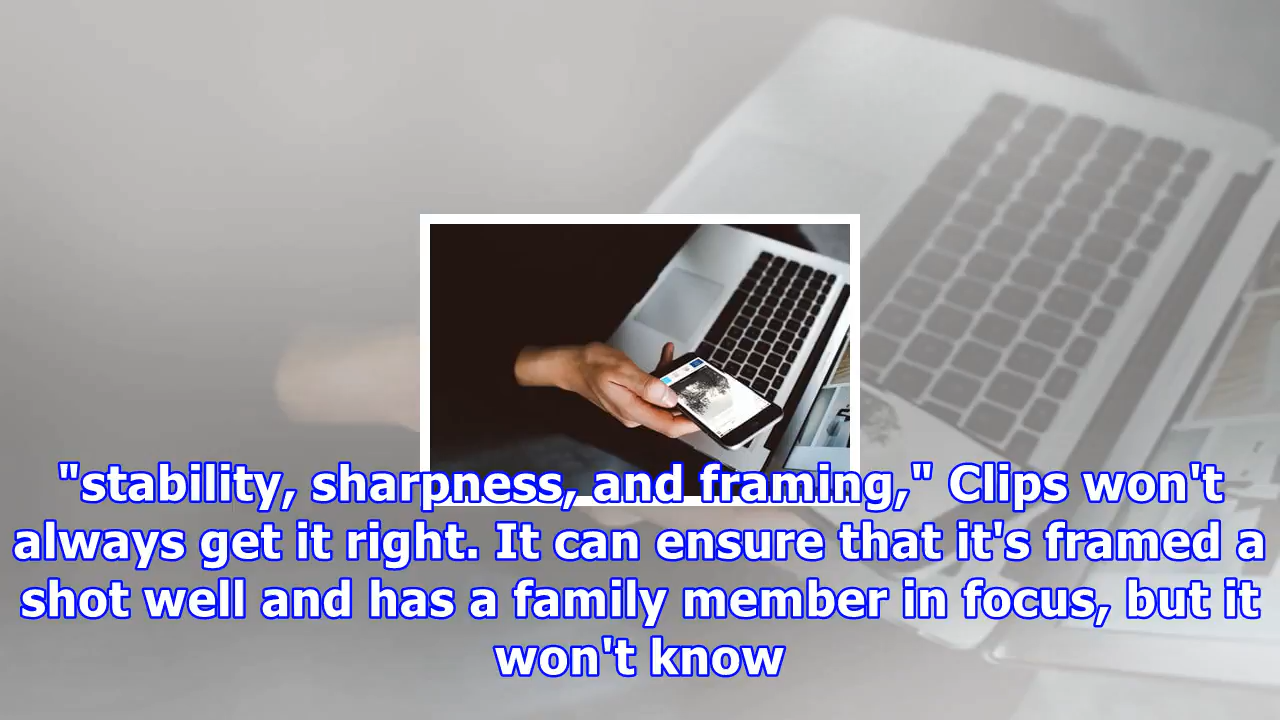 "stability, sharpness, and framing," Clips won't
always get it right. It can ensure that it's framed a
shot well and has a family member in focus, but it
won't know